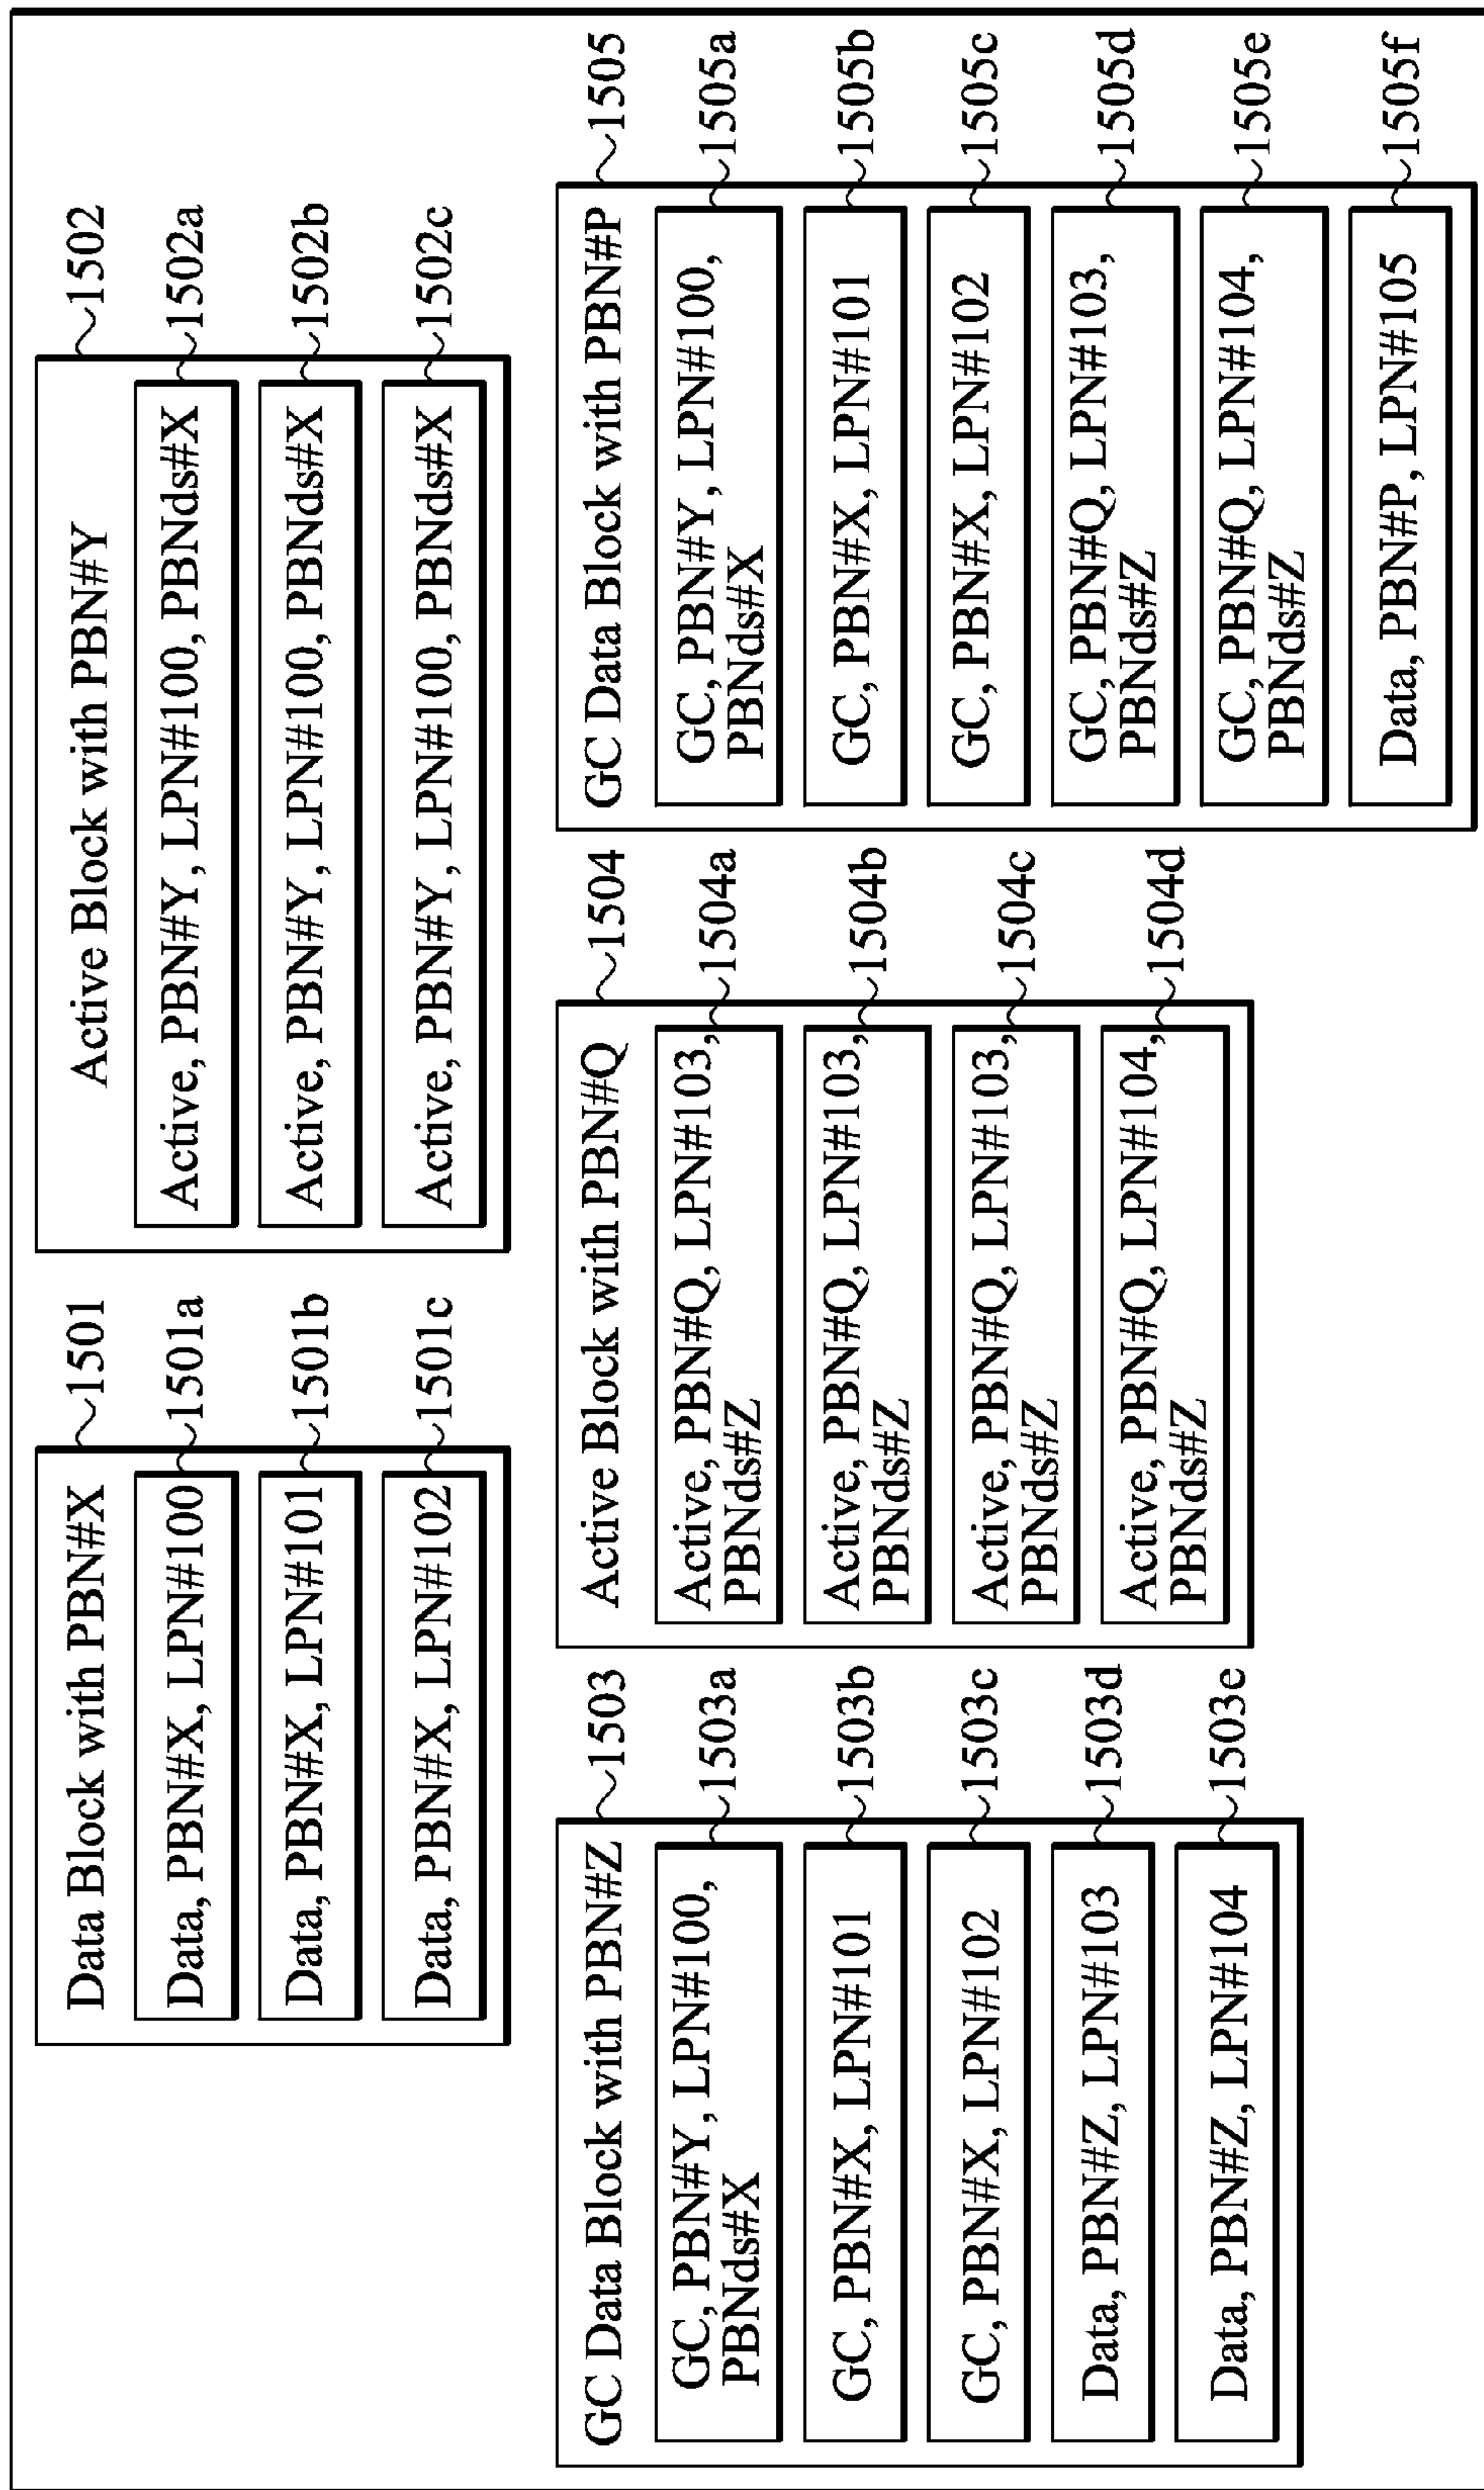 Data Block with PBN#X
1501
Data, PBN#X, LPN#100
1501a
Data, PBN#X, LPN#101
1501b
Data, PBN#X, LPN#102
1501c
Active Block with PBN#Y
1502
Active, PBN#Y, LPN#100, PBNds#X
1502a
Active, PBN#Y, LPN#100, PBNds#X
1502b
Active, PBN#Y, LPN#100, PBNds#X
1502c
GC Data Block with PBN#Z
1503
GC, PBN#Y, LPN#100,
PBNds#X
1503a
GC, PBN#X, LPN#101
1503b
GC, PBN#X, LPN#102
1503c
Data, PBN#Z, LPN#103
1503d
Data, PBN#Z, LPN#104
1503e
Active Block with PBN#Q
1504
Active, PBN#Q, LPN#103,
PBNds#Z
1504a
Active, PBN#Q, LPN#103,
PBNds#Z
1504b
Active, PBN#Q, LPN#103,
PBNds#Z
1504c
Active, PBN#Q, LPN#104,
PBNds#Z
1504d
GC Data Block with PBN#P
1505
GC, PBN#Y, LPN#100,
PBNds#X
1505a
GC, PBN#X, LPN#101
1505b
GC, PBN#X, LPN#102
1505c
GC, PBN#Q, LPN#103,
PBNds#Z
1505d
GC, PBN#Q, LPN#104,
PBNds#Z
1505e
Data, PBN#P, LPN#105
1505f